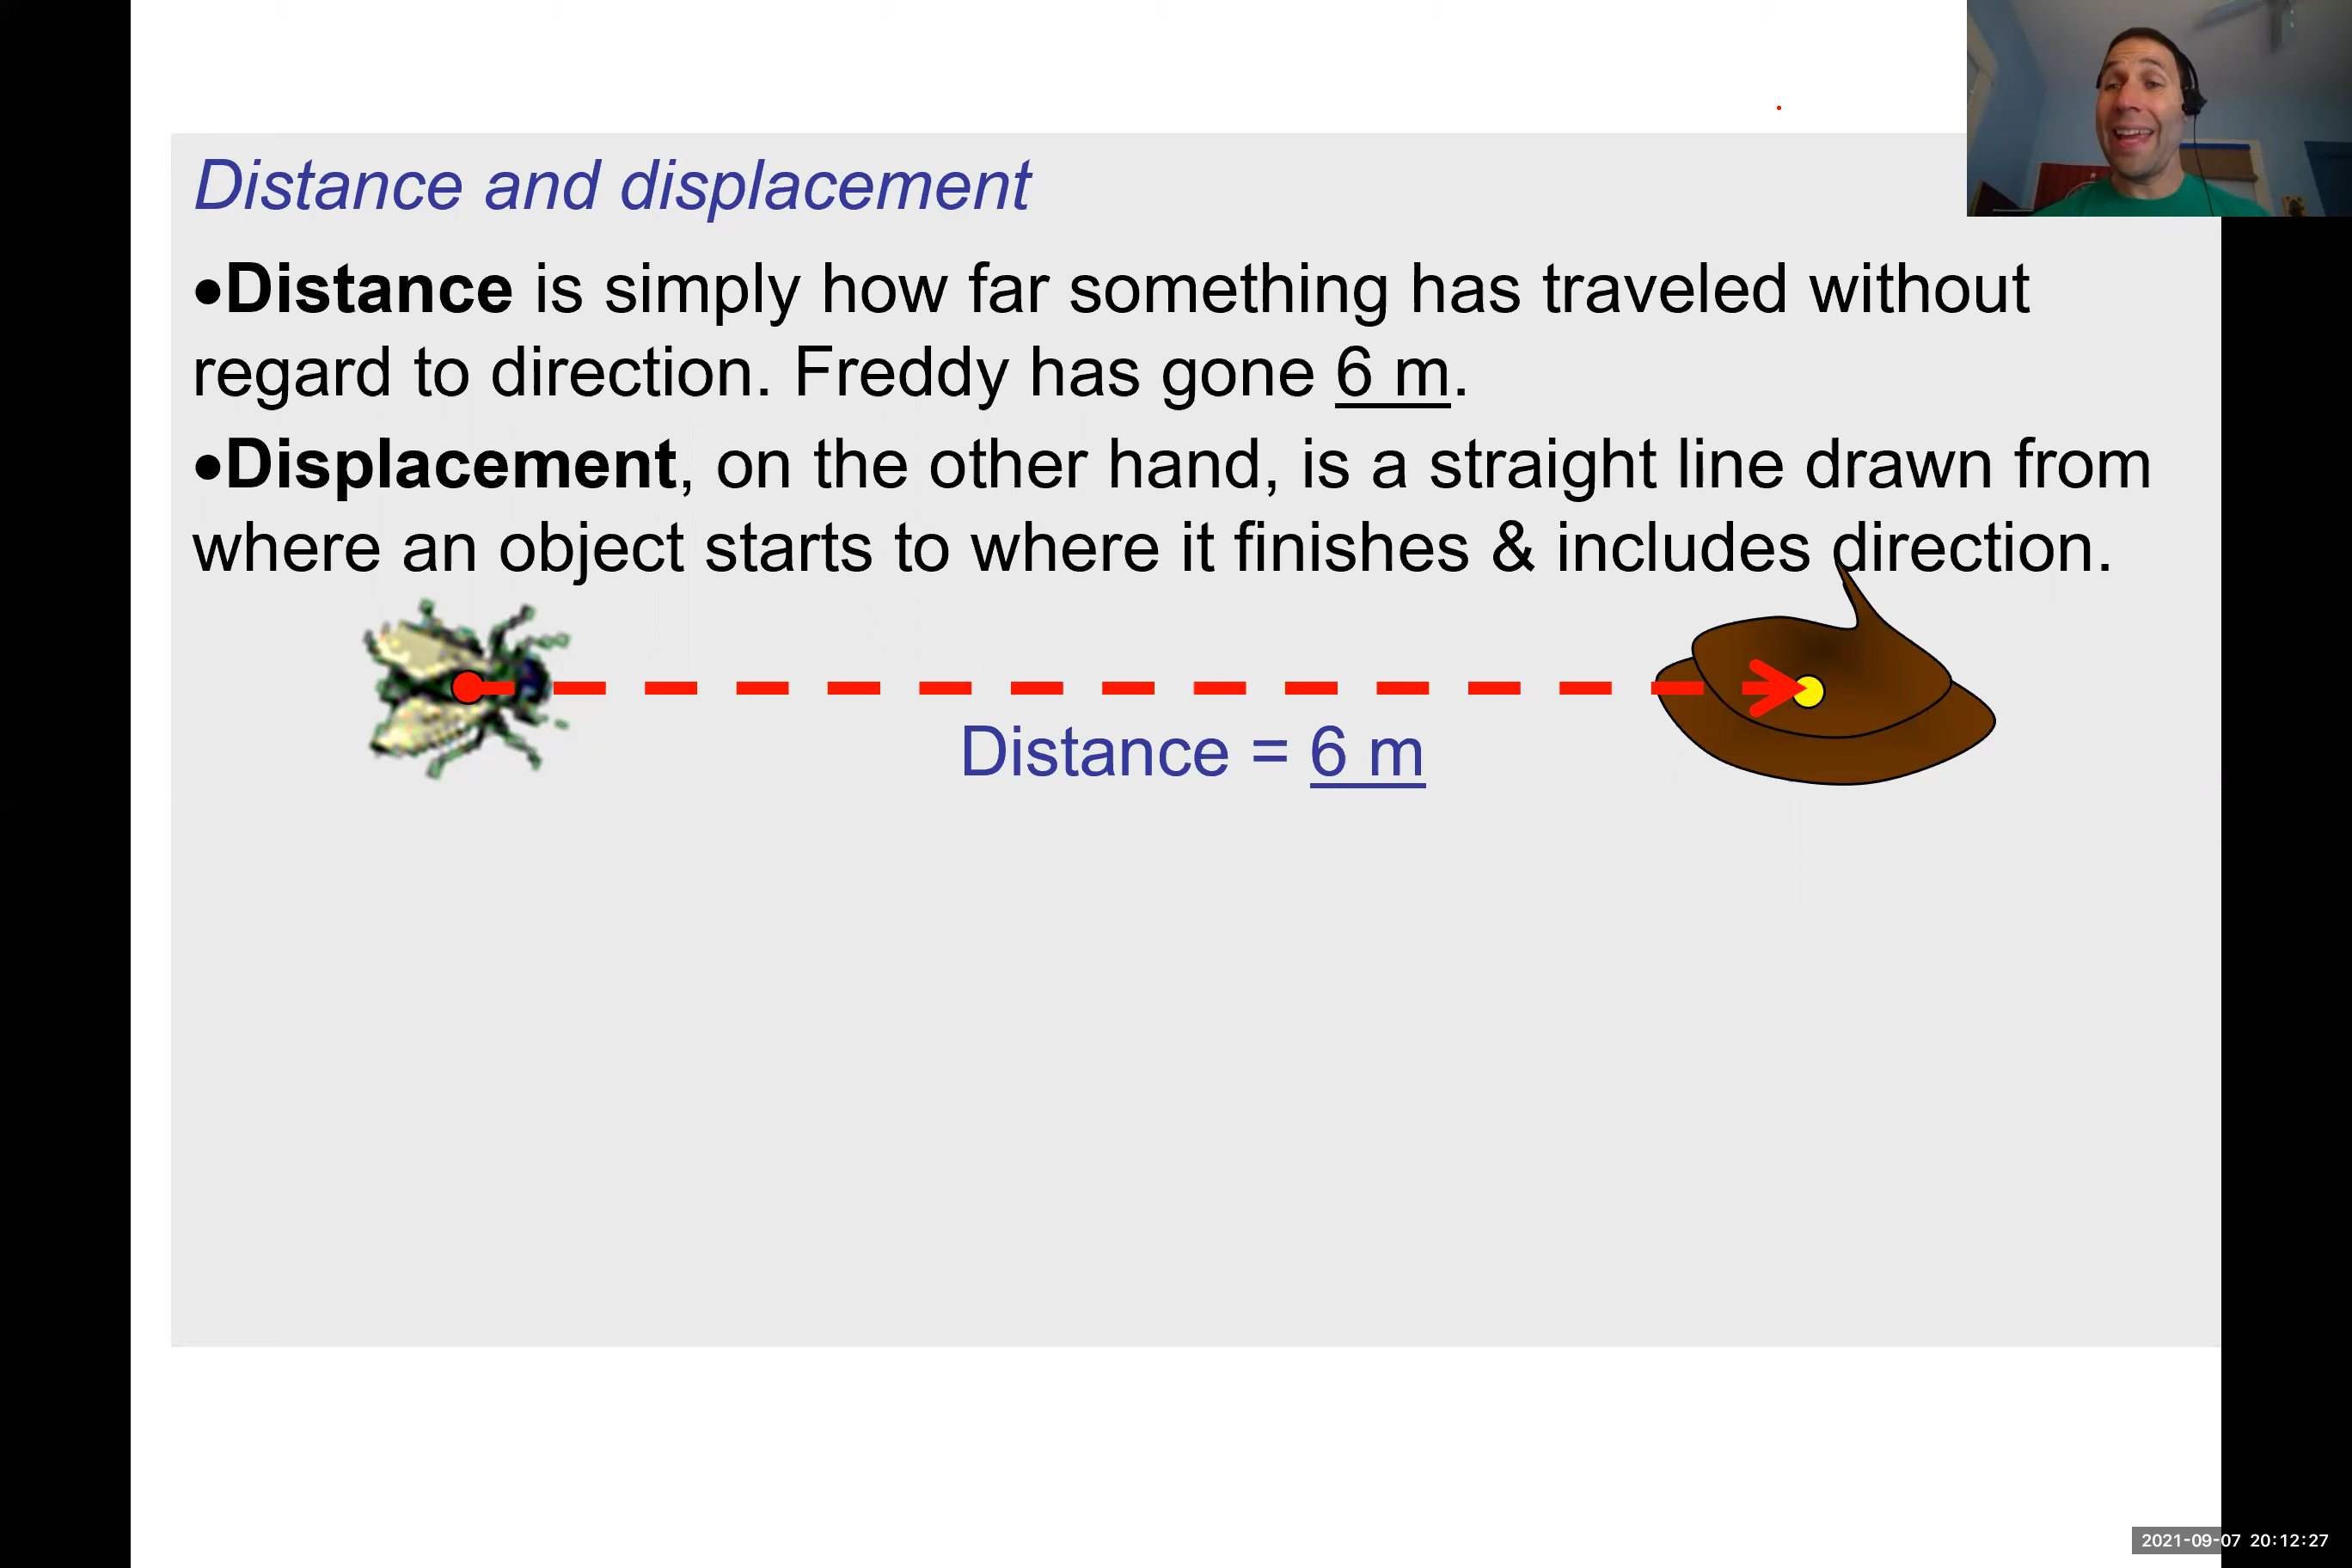 Distance and displacement
•Distance is simply how far something has traveled without
regard to direction. Freddy has gone 6 m.
•Displacement, on the other hand, is a straight line drawn from
where an object starts to where it finishes & includes direction.
Distance = 6 m
2021-09-07 20:12:27